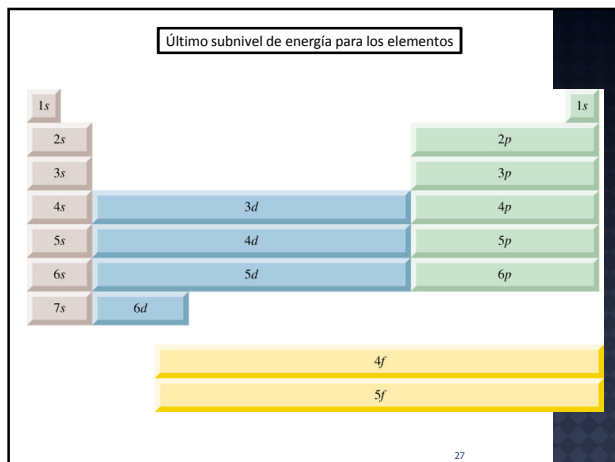 Último subnivel de energía para los elementos
1s 1s
2s 2p
3s 3p
4s 3d 4p
5s 4d 5p
6s 5d 6p
7s 6d
4f
5f
27